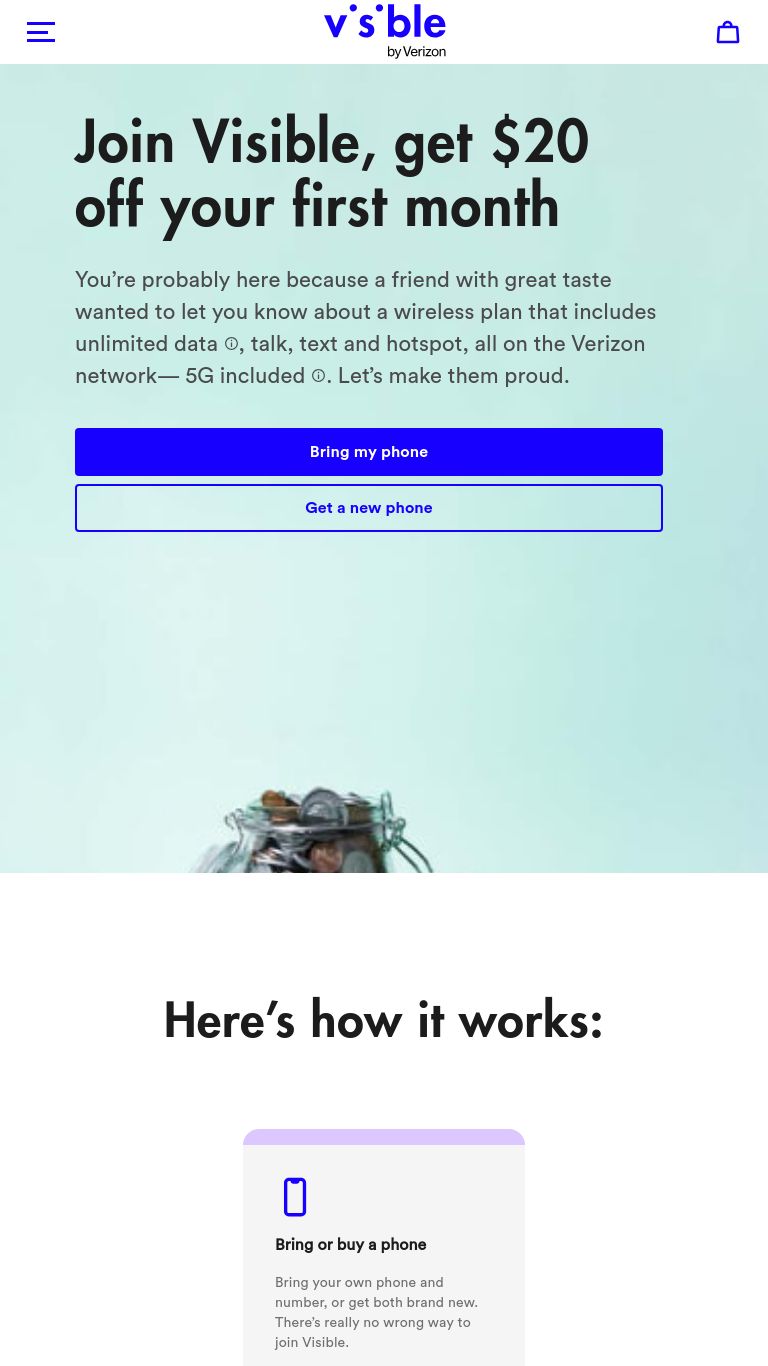 visible
by Verizon
Join Visible, get $20
off your first month
You’re probably here because a friend with great taste
wanted to let you know about a wireless plan that includes
unlimited data ⓘ, talk, text and hotspot, all on the Verizon
network— 5G included ⓘ. Let’s make them proud.
Bring my phone
Get a new phone
Here’s how it works:
Bring or buy a phone
Bring your own phone and
number, or get both brand new.
There’s really no wrong way to
join Visible.